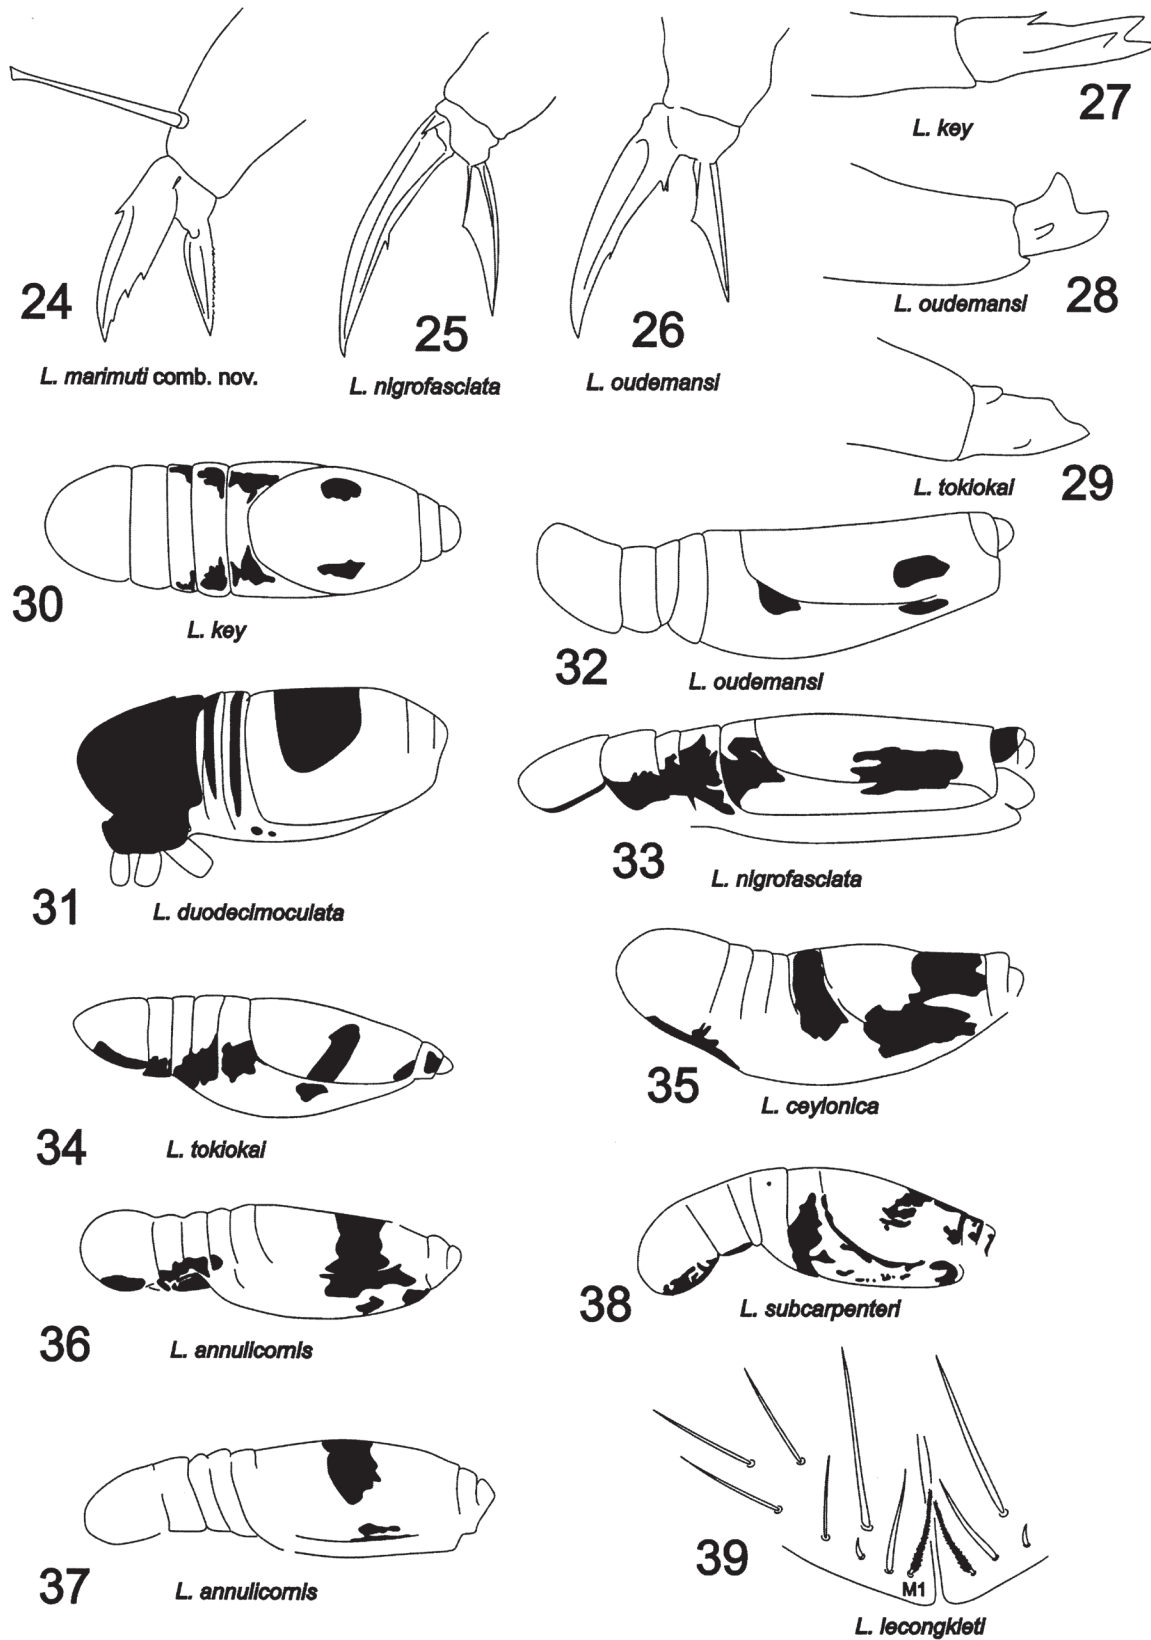 24
L. marimuti comb. nov.
25
L. nigrofasciata
26
L. oudemansi
27
L. key
28
L. oudemansi
29
L. tokiokai
30
L. key
31
L. duodecimoculata
32
L. oudemansi
33
L. nigrofasciata
34
L. tokiokai
35
L. ceylonica
36
L. annulicornis
37
L. annulicornis
38
L. subcarpenteri
39
M1
L. lecongkieti